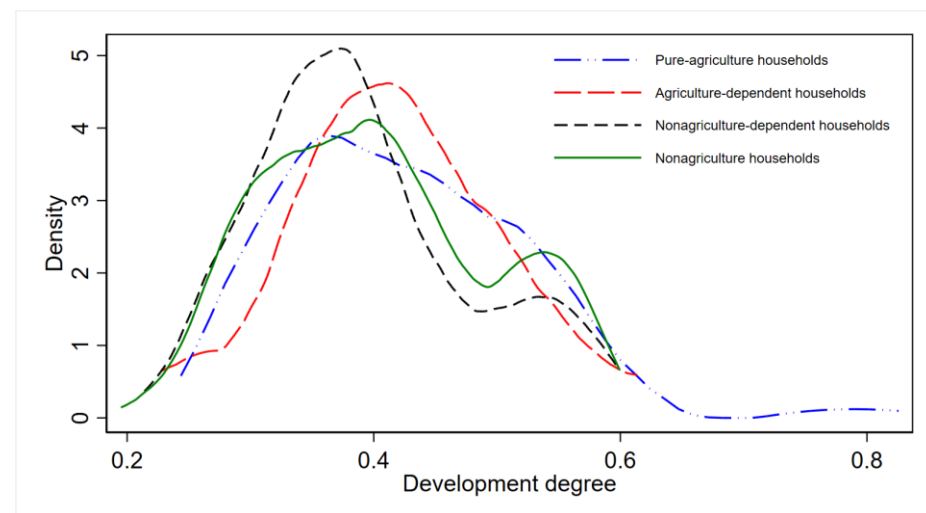 Pure-agriculture households
Agriculture-dependent households
Nonagriculture-dependent households
Nonagriculture households
Density
5
4
3
2
1
0
0.2 0.4 0.6 0.8
Development degree